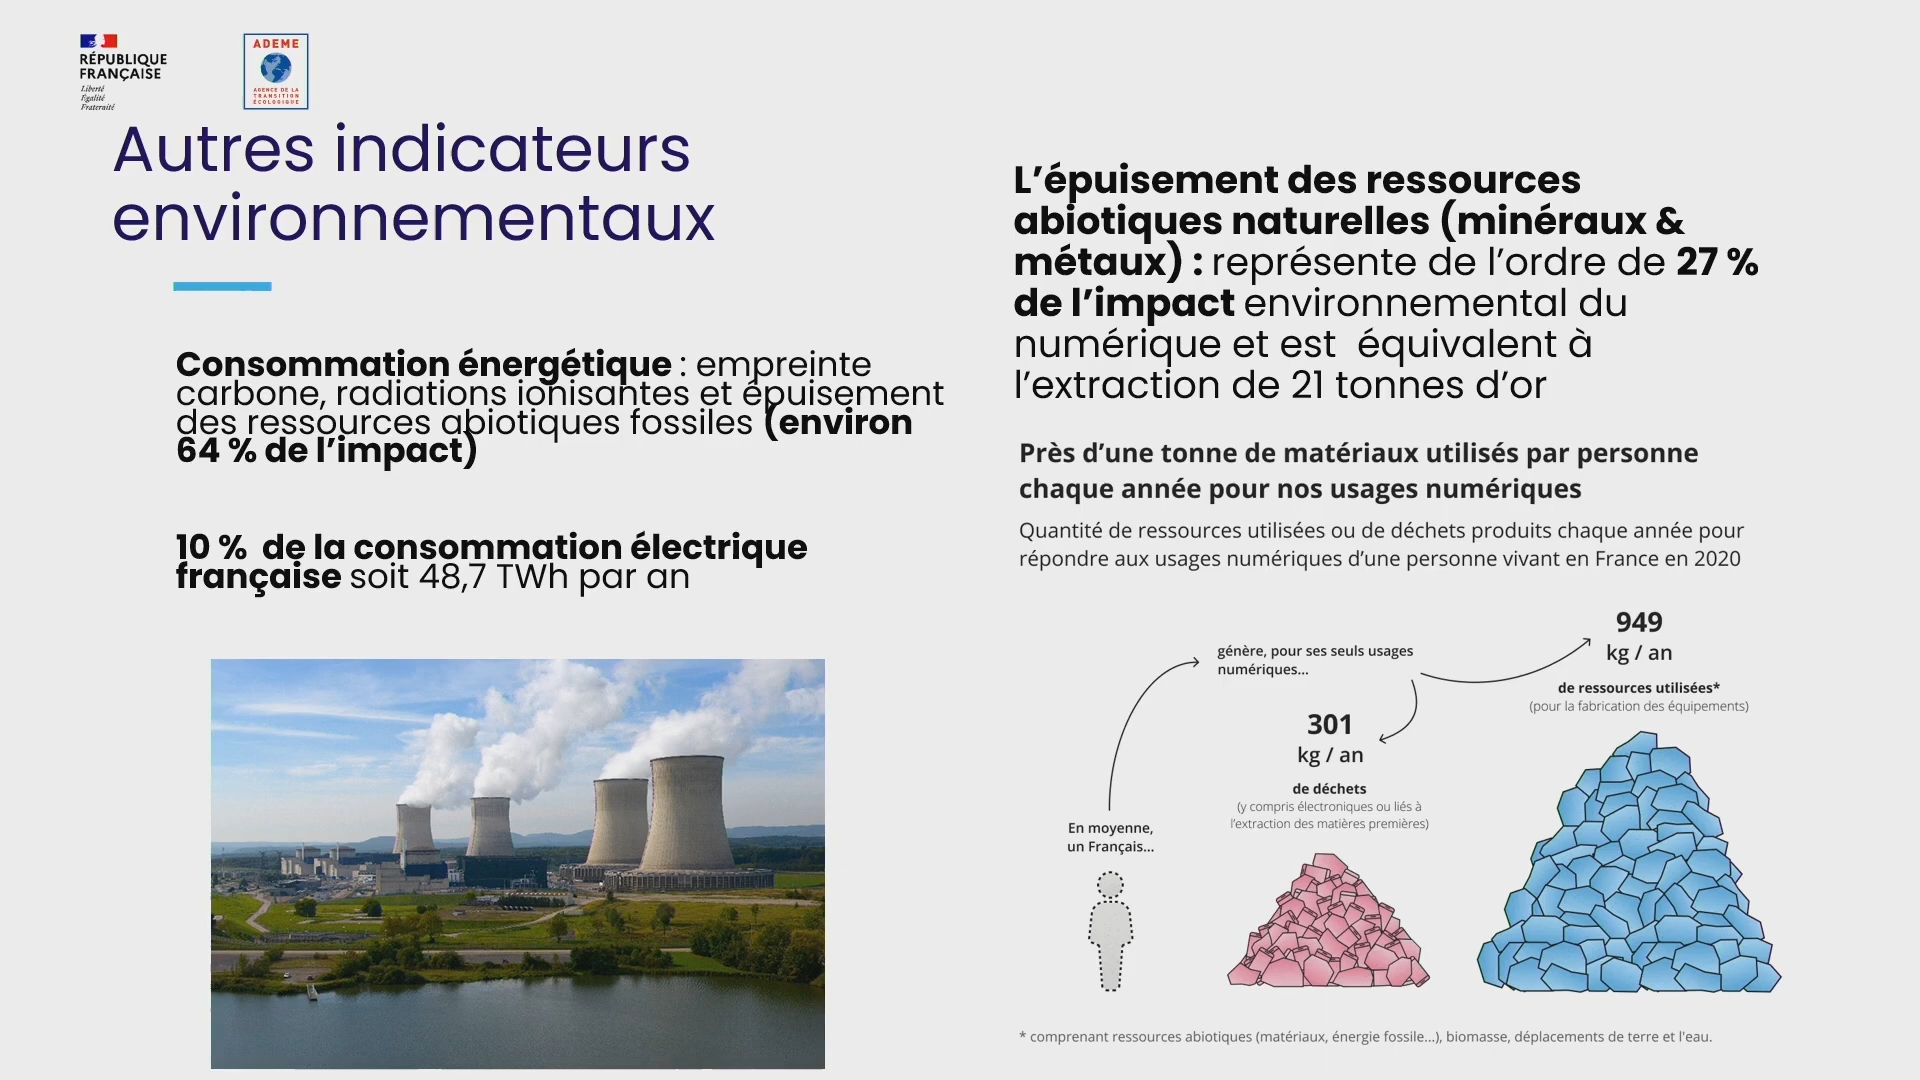 RÉPUBLIQUE
FRANÇAISE
Liberté
Égalité
Fraternité
ADEME
AGENCE DE LA
TRANSITION
ÉCOLOGIQUE
Autres indicateurs
environnementaux
Consommation énergétique : empreinte
carbone, radiations ionisantes et épuisement
des ressources abiotiques fossiles (environ
64 % de l’impact)
10 %  de la consommation électrique
française soit 48,7 TWh par an
L’épuisement des ressources
abiotiques naturelles (minéraux &
métaux) : représente de l’ordre de 27 %
de l’impact environnemental du
numérique et est  équivalent à
l’extraction de 21 tonnes d’or
Près d’une tonne de matériaux utilisés par personne
chaque année pour nos usages numériques
Quantité de ressources utilisées ou de déchets produits chaque année pour
répondre aux usages numériques d’une personne vivant en France en 2020
En moyenne,
un Français...
génère, pour ses seuls usages
numériques...
301
kg / an
de déchets
(y compris électroniques ou liés à
l’extraction des matières premières)
949
kg / an
de ressources utilisées*
(pour la fabrication des équipements)
* comprenant ressources abiotiques (matériaux, énergie fossile...), biomasse, déplacements de terre et l'eau.